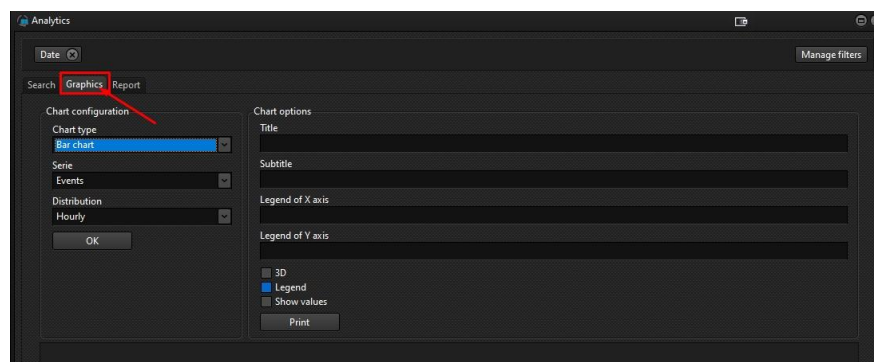 Analytics
Date
Manage filters
Search Graphics Report
Chart configuration
Chart type
Bar chart
Serie
Events
Distribution
Hourly
OK
Chart options
Title
Subtitle
Legend of X axis
Legend of Y axis
3D
Legend
Show values
Print